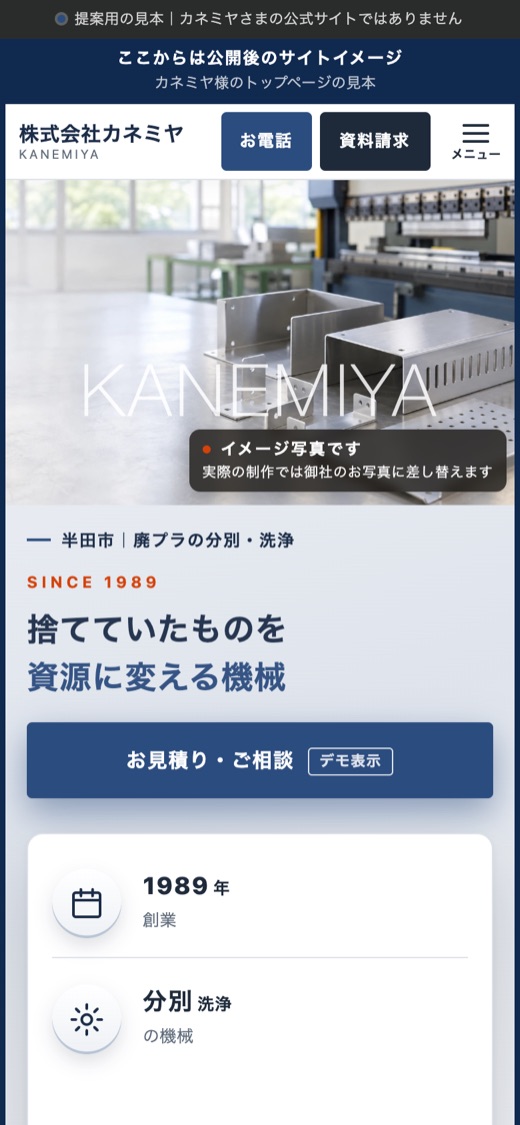 提案用の見本｜カネミヤさまの公式サイトではありません
ここからは公開後のサイトイメージ
カネミヤ様のトップページの見本
株式会社カネミヤ
KANEMIYA
お電話
資料請求
メニュー
KANEMIYA
イメージ写真です
実際の制作では御社のお写真に差し替えます
半田市｜廃プラの分別・洗浄
SINCE 1989
捨てていたものを
資源に変える機械
お見積り・ご相談 デモ表示
1989 年
創業
分別 洗浄
の機械